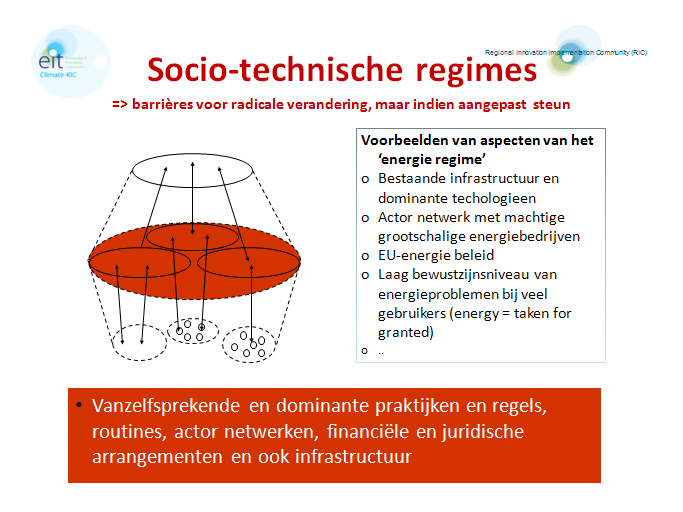 Regional Innovation Implementation Community (RIC)
eit
Climate-KIC
Socio-technische regimes
=> barrières voor radicale verandering, maar indien aangepast steun
Voorbeelden van aspecten van het
‘energie regime’
o Bestaande infrastructuur en
dominante techologieen
o Actor netwerk met machtige
grootschalige energiebedrijven
o EU-energie beleid
o Laag bewustzijnsniveau van
energieproblemen bij veel
gebruikers (energy = taken for
granted)
o ..
• Vanzelfsprekende en dominante praktijken en regels,
routines, actor netwerken, financiële en juridische
arrangementen en ook infrastructuur